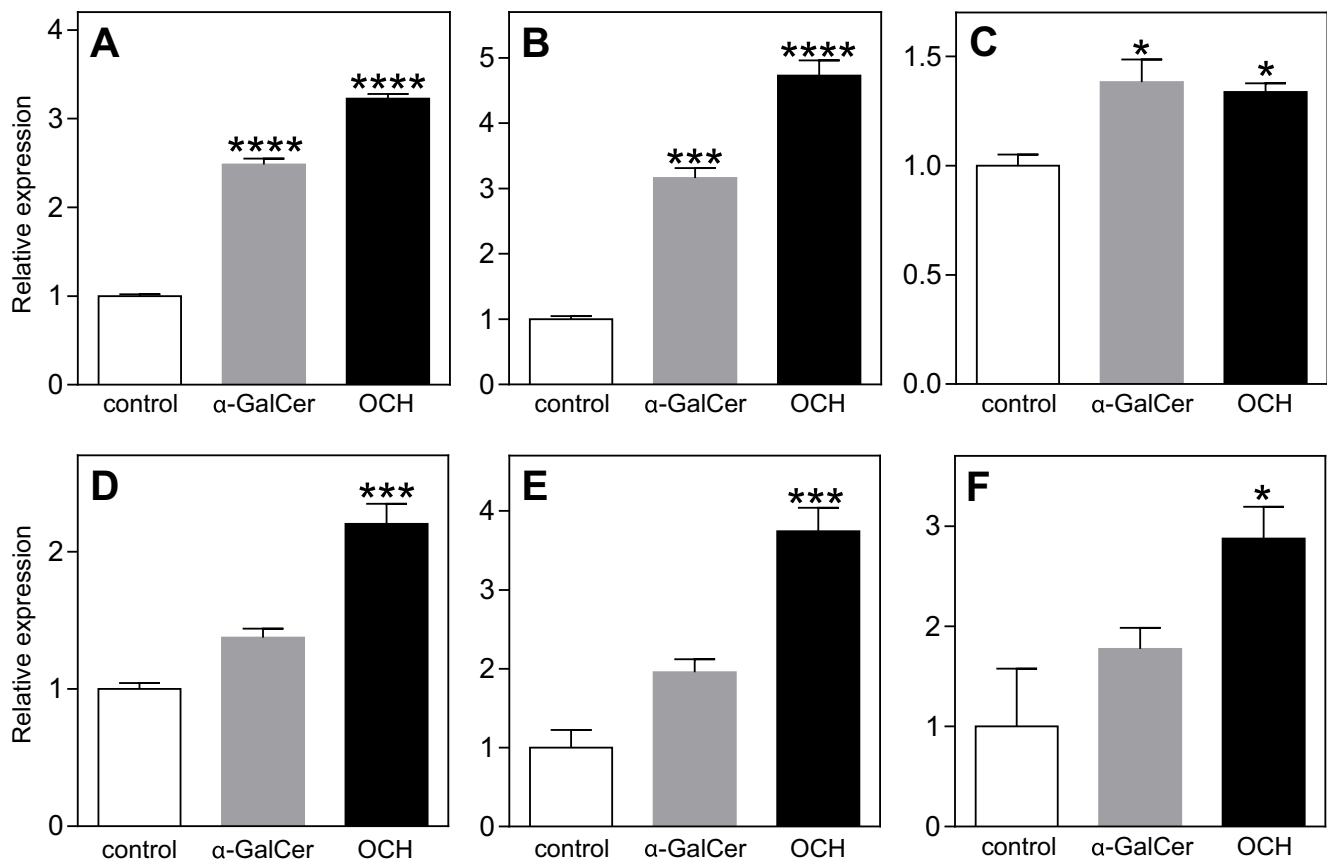 A
Relative expression
4
3
2
1
0
****
****
control α-GalCer OCH
B
5
4
3
2
1
0
***
****
control α-GalCer OCH
C
1.5
1.0
0.5
0.0
*
*
control α-GalCer OCH
D
Relative expression
2
1
0
***
control α-GalCer OCH
E
4
3
2
1
0
***
control α-GalCer OCH
F
3
2
1
0
*
control α-GalCer OCH